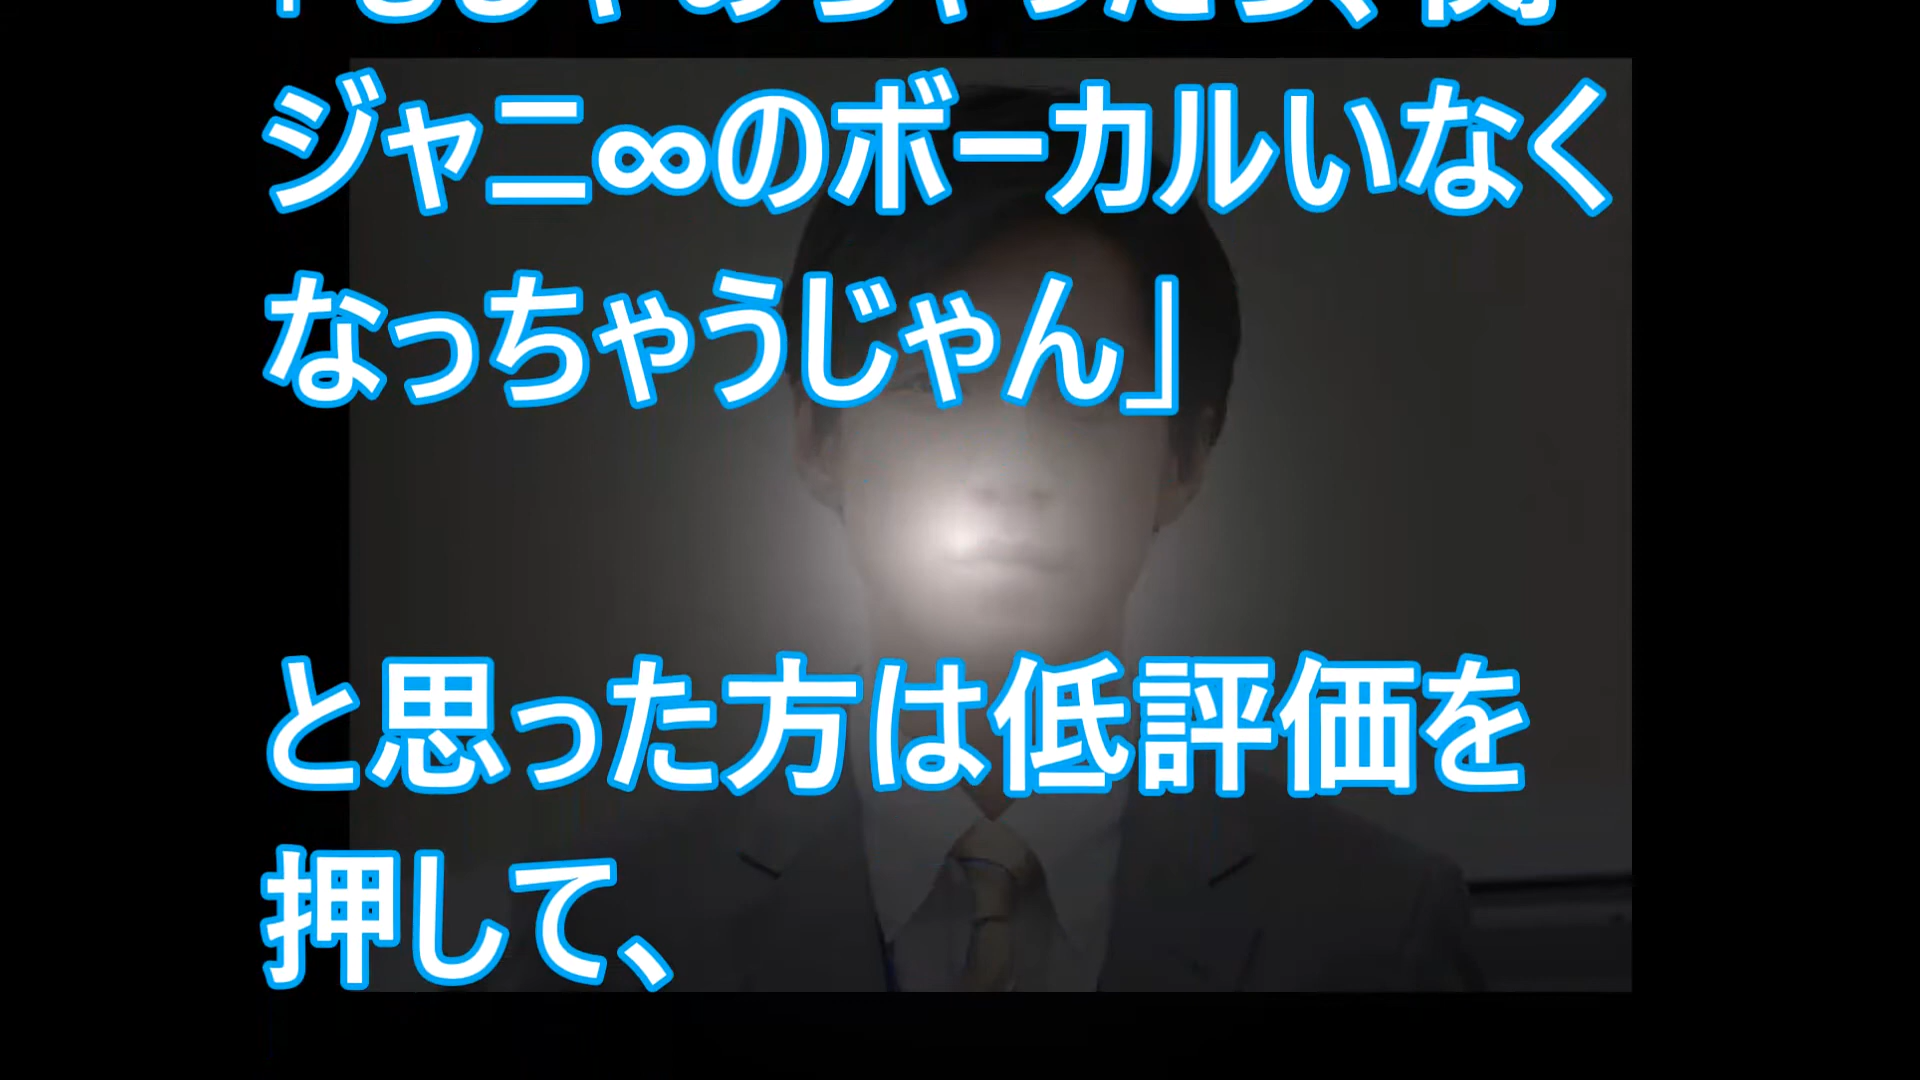 ジャニ∞のボーカルいなく
なっちゃうじゃん」
と思った方は低評価を
押して、